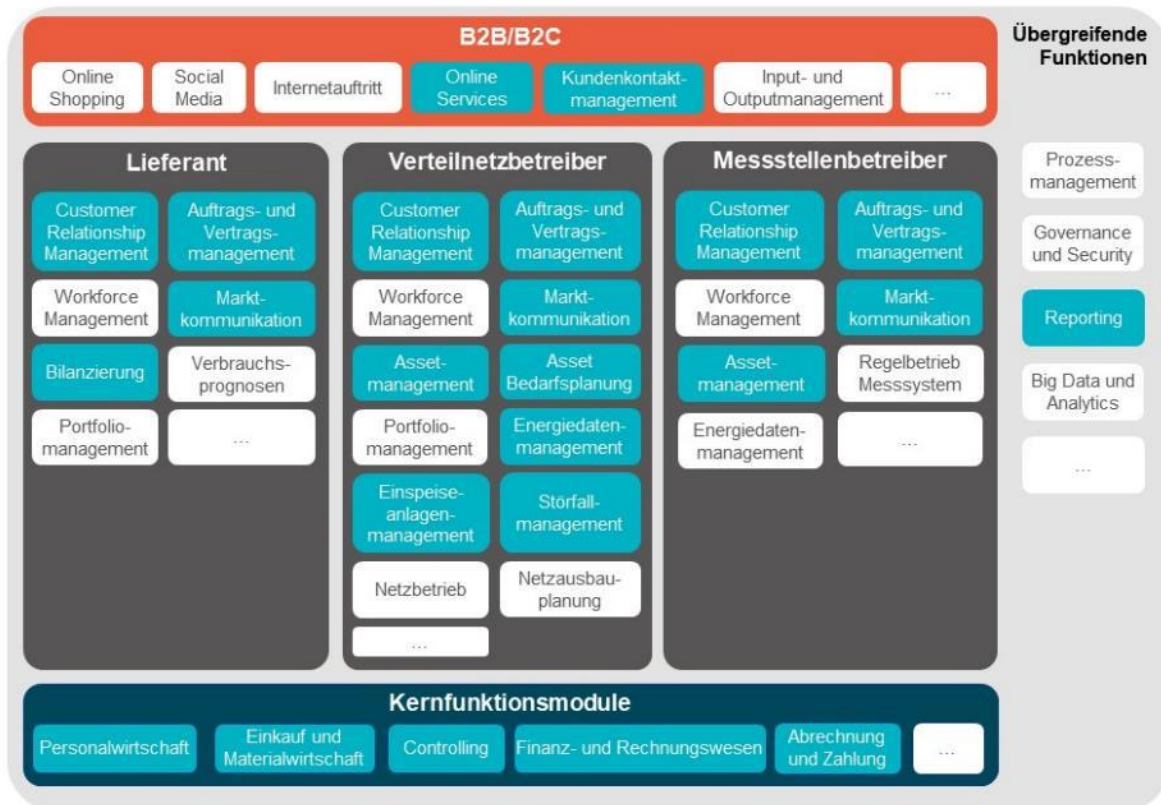 B2B/B2C
Online
Shopping
Social
Media
Internetauftritt
Online
Services
Kundenkontakt-
management
Input- und
Outputmanagement
...
Übergreifende
Funktionen
Prozess-
management
Governance
und Security
Reporting
Big Data und
Analytics
...
Lieferant
Customer
Relationship
Management
Auftrags- und
Vertrags-
management
Workforce
Management
Markt-
kommunikation
Bilanzierung
Verbrauchs-
prognosen
Portfolio-
management
...
Verteilnetzbetreiber
Customer
Relationship
Management
Auftrags- und
Vertrags-
management
Workforce
Management
Markt-
kommunikation
Asset-
management
Asset
Bedarfsplanung
Portfolio-
management
Energiedaten-
management
Einspeise-
anlagen-
management
Störfall-
management
Netzbetrieb
Netzausbau-
planung
...
Messstellenbetreiber
Customer
Relationship
Management
Auftrags- und
Vertrags-
management
Workforce
Management
Markt-
kommunikation
Asset-
management
Regelbetrieb
Messsystem
Energiedaten-
management
...
Kernfunktionsmodule
Personalwirtschaft
Einkauf und
Materialwirtschaft
Controlling
Finanz- und Rechnungswesen
Abrechnung
und Zahlung
...